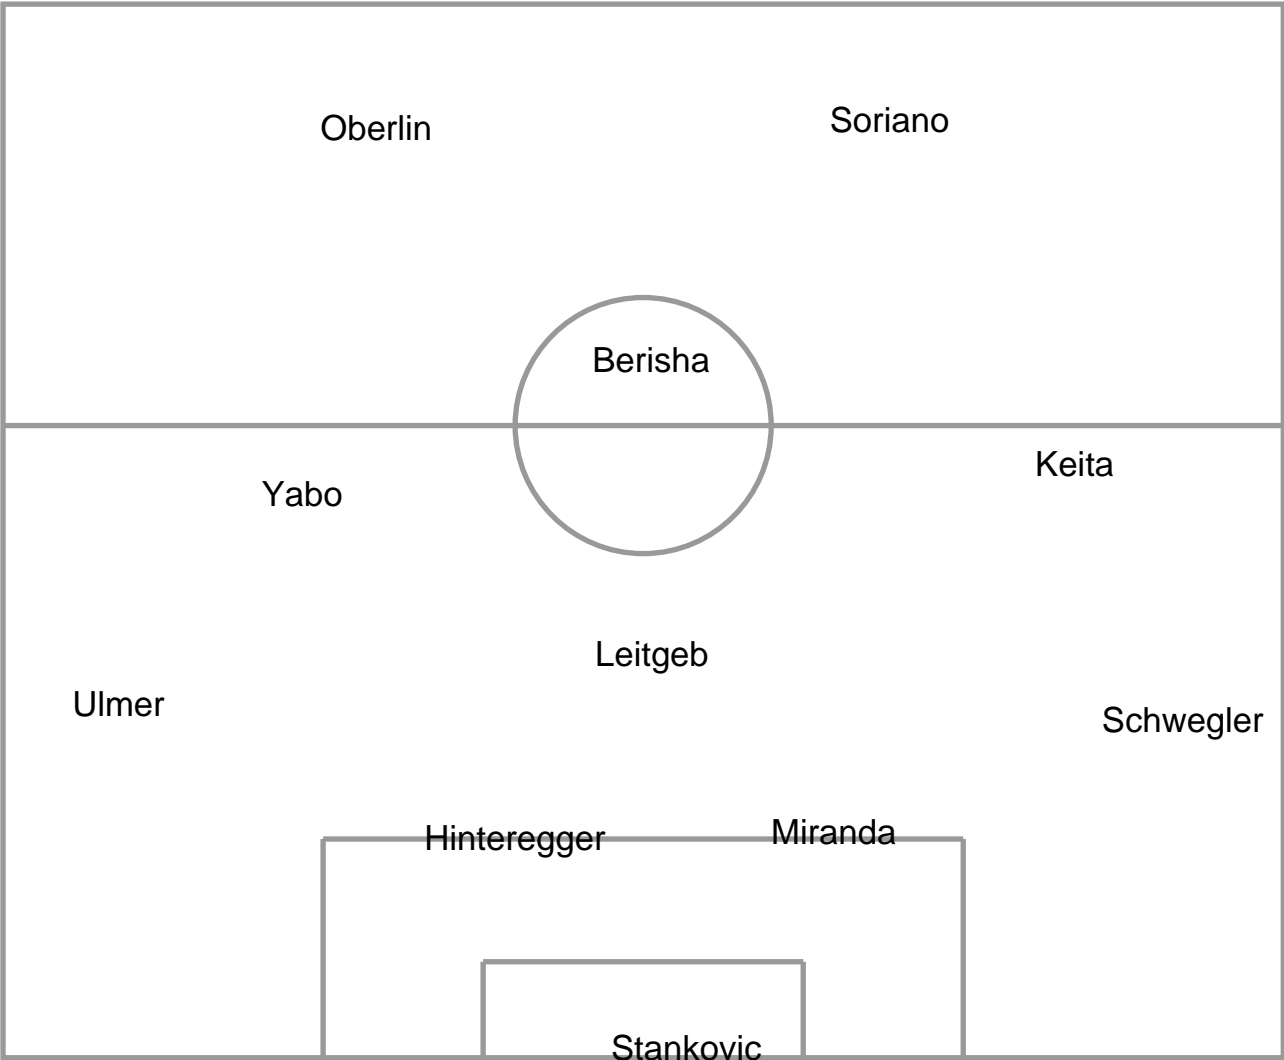 Oberlin
Soriano
Berisha
Keita
Yabo
Leitgeb
Ulmer
Schwegler
Hinteregger
Miranda
Stankovic